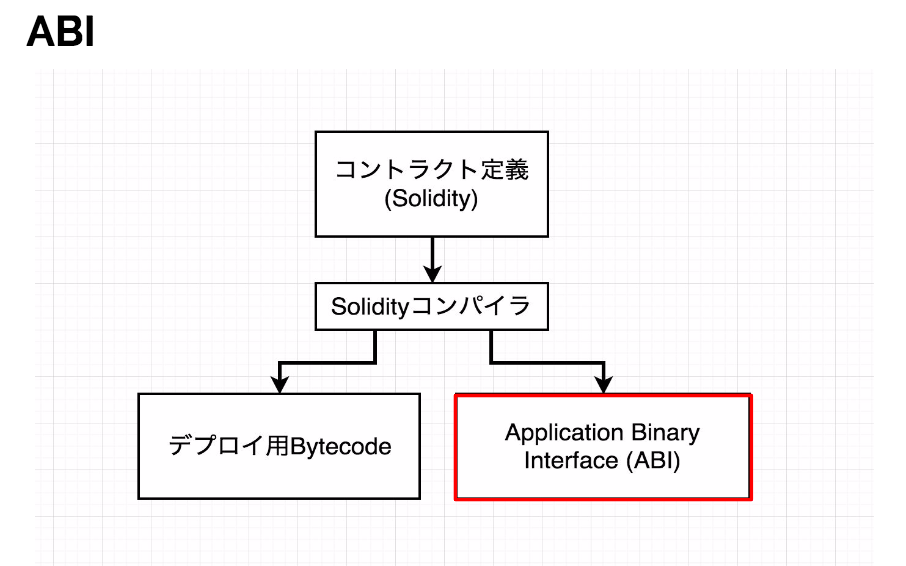 ABI
コントラクト定義
(Solidity)
Solidityコンパイラ
デプロイ用Bytecode
Application Binary
Interface (ABI)